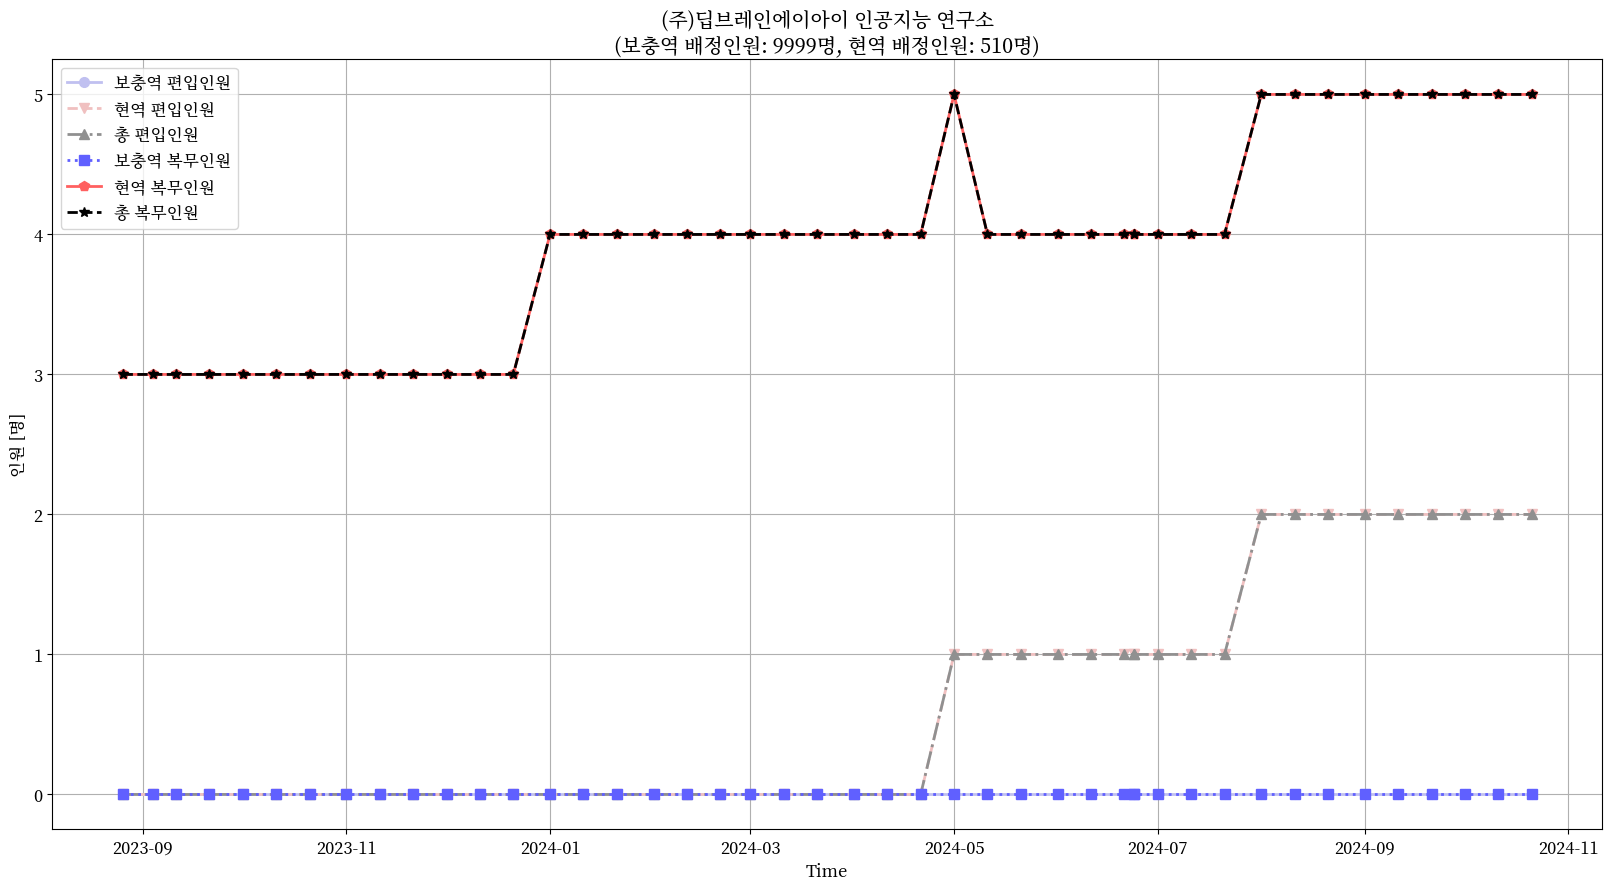 (주)딥브레인에이아이 인공지능 연구소
(보충역 배정인원: 9999명, 현역 배정인원: 510명)
보충역 편입인원
현역 편입인원
총 편입인원
보충역 복무인원
현역 복무인원
총 복무인원
인원 [명]
5
4
3
2
1
0
2023-09
2023-11
2024-01
2024-03
2024-05
2024-07
2024-09
2024-11
Time